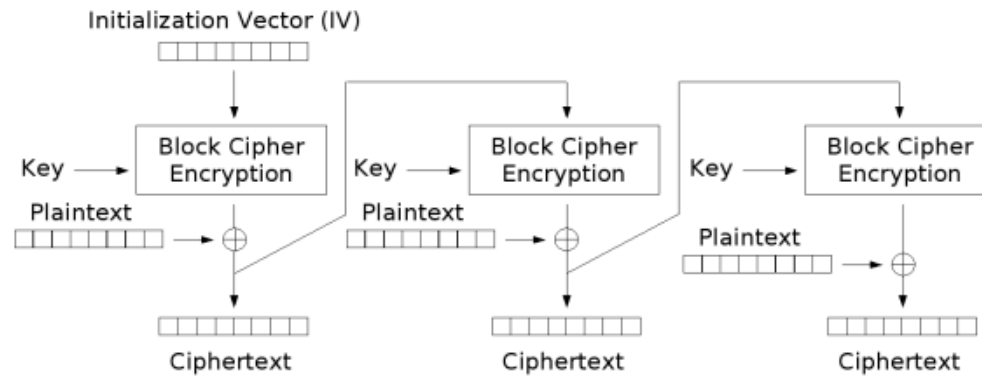 Initialization Vector (IV)
Key
Block Cipher
Encryption
Plaintext
Ciphertext
Key
Block Cipher
Encryption
Plaintext
Ciphertext
Key
Block Cipher
Encryption
Plaintext
Ciphertext